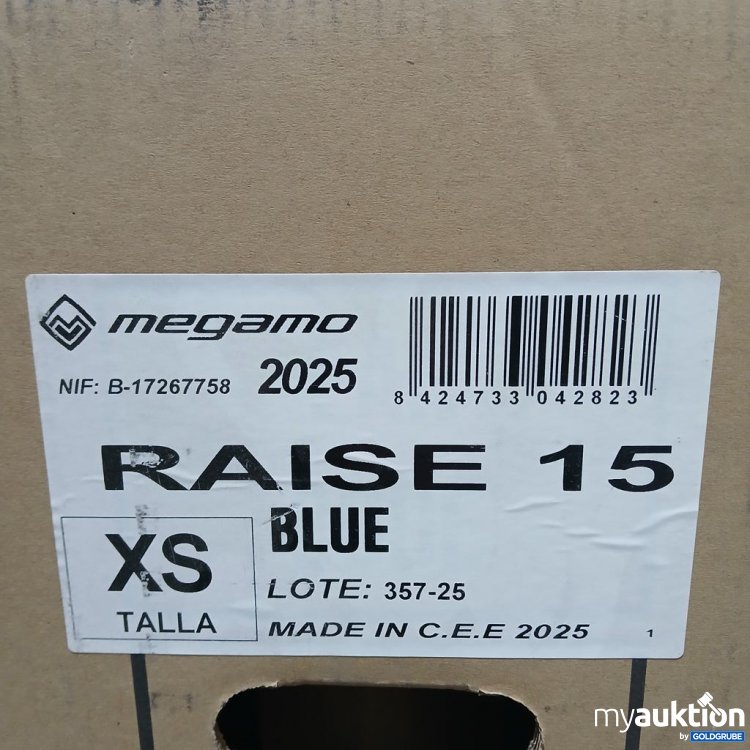 megamo
NIF: B-17267758 2025
8 424733 042823
RAISE 15
BLUE
XS
TALLA
LOTE: 357-25
MADE IN C.E.E 2025 1
myauktion
by GOLDGRUBE